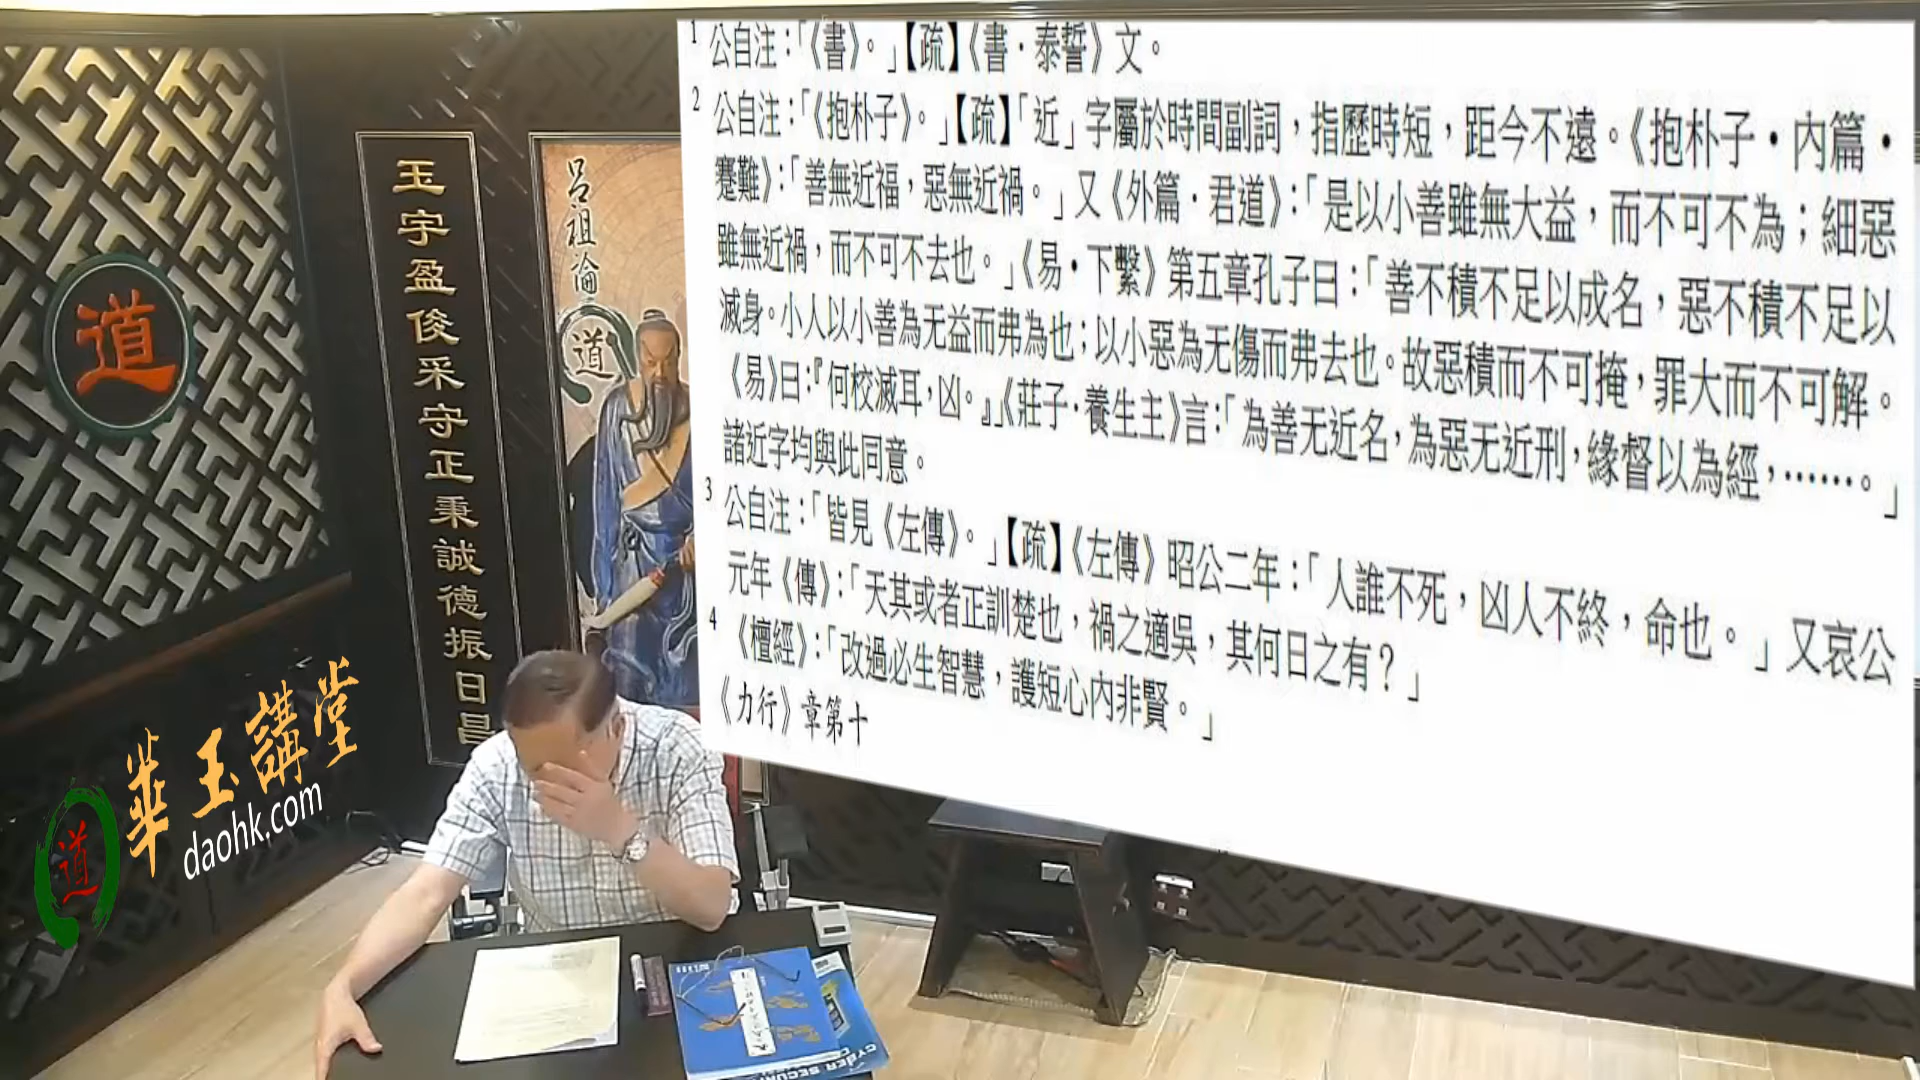 1 公自注：「《書》。」【疏】《書．泰誓》文。
2 公自注：「《抱朴子》。」【疏】「近」字屬於時間副詞，指歷時短，距今不遠。《抱朴子·內篇·
蹇難》：「善無近福，惡無近禍。」又《外篇．君道》：「是以小善雖無大益，而不可不為；細惡
雖無近禍，而不可不去也。」《易·下繫》第五章孔子曰：「善不積不足以成名，惡不積不足以
滅身。小人以小善為无益而弗為也；以小惡為无傷而弗去也。故惡積而不可掩，罪大而不可解。
《易》曰：『何校滅耳，凶。』」《莊子．養生主》言：「為善无近名，為惡无近刑，緣督以為經，……。」
諸近字均與此同意。
3 公自注：「皆見《左傳》。」【疏】《左傳》昭公二年：「人誰不死，凶人不終，命也。」又哀公
元年《傳》：「天其或者正訓楚也，禍之適吳，其何日之有？」
4 《檀經》：「改過必生智慧，護短心內非賢。」
《力行》章第十
玉宇盈俊采守正秉誠德振日昌
呂祖論
道
道
道
華玉講堂
daohk.com